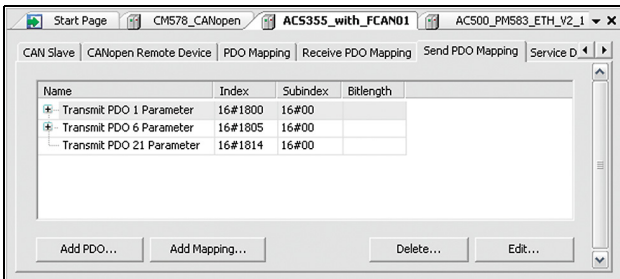 Start Page CM578_CANopen ACS355_with_FCAN01 AC500_PM583_ETH_V2_1
CAN Slave CANopen Remote Device PDO Mapping Receive PDO Mapping Send PDO Mapping Service D
Name Index Subindex Bitlength
Transmit PDO 1 Parameter 16#1800 16#00
Transmit PDO 6 Parameter 16#1805 16#00
Transmit PDO 21 Parameter 16#1814 16#00
Add PDO... Add Mapping... Delete... Edit...